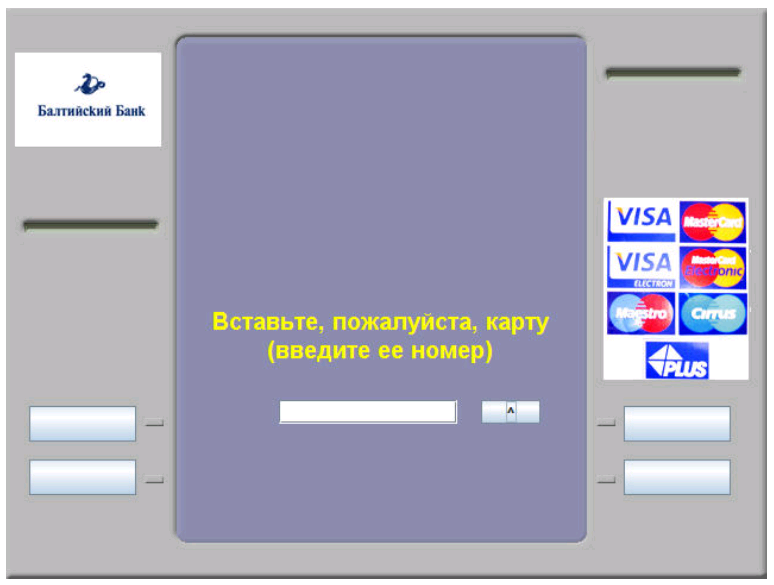 Балтийский Банк
VISA MasterCard
VISA MasterCard
ELECTRON Electronic
Maestro Cirrus
PLUS
Вставьте, пожалуйста, карту
(введите ее номер)
^